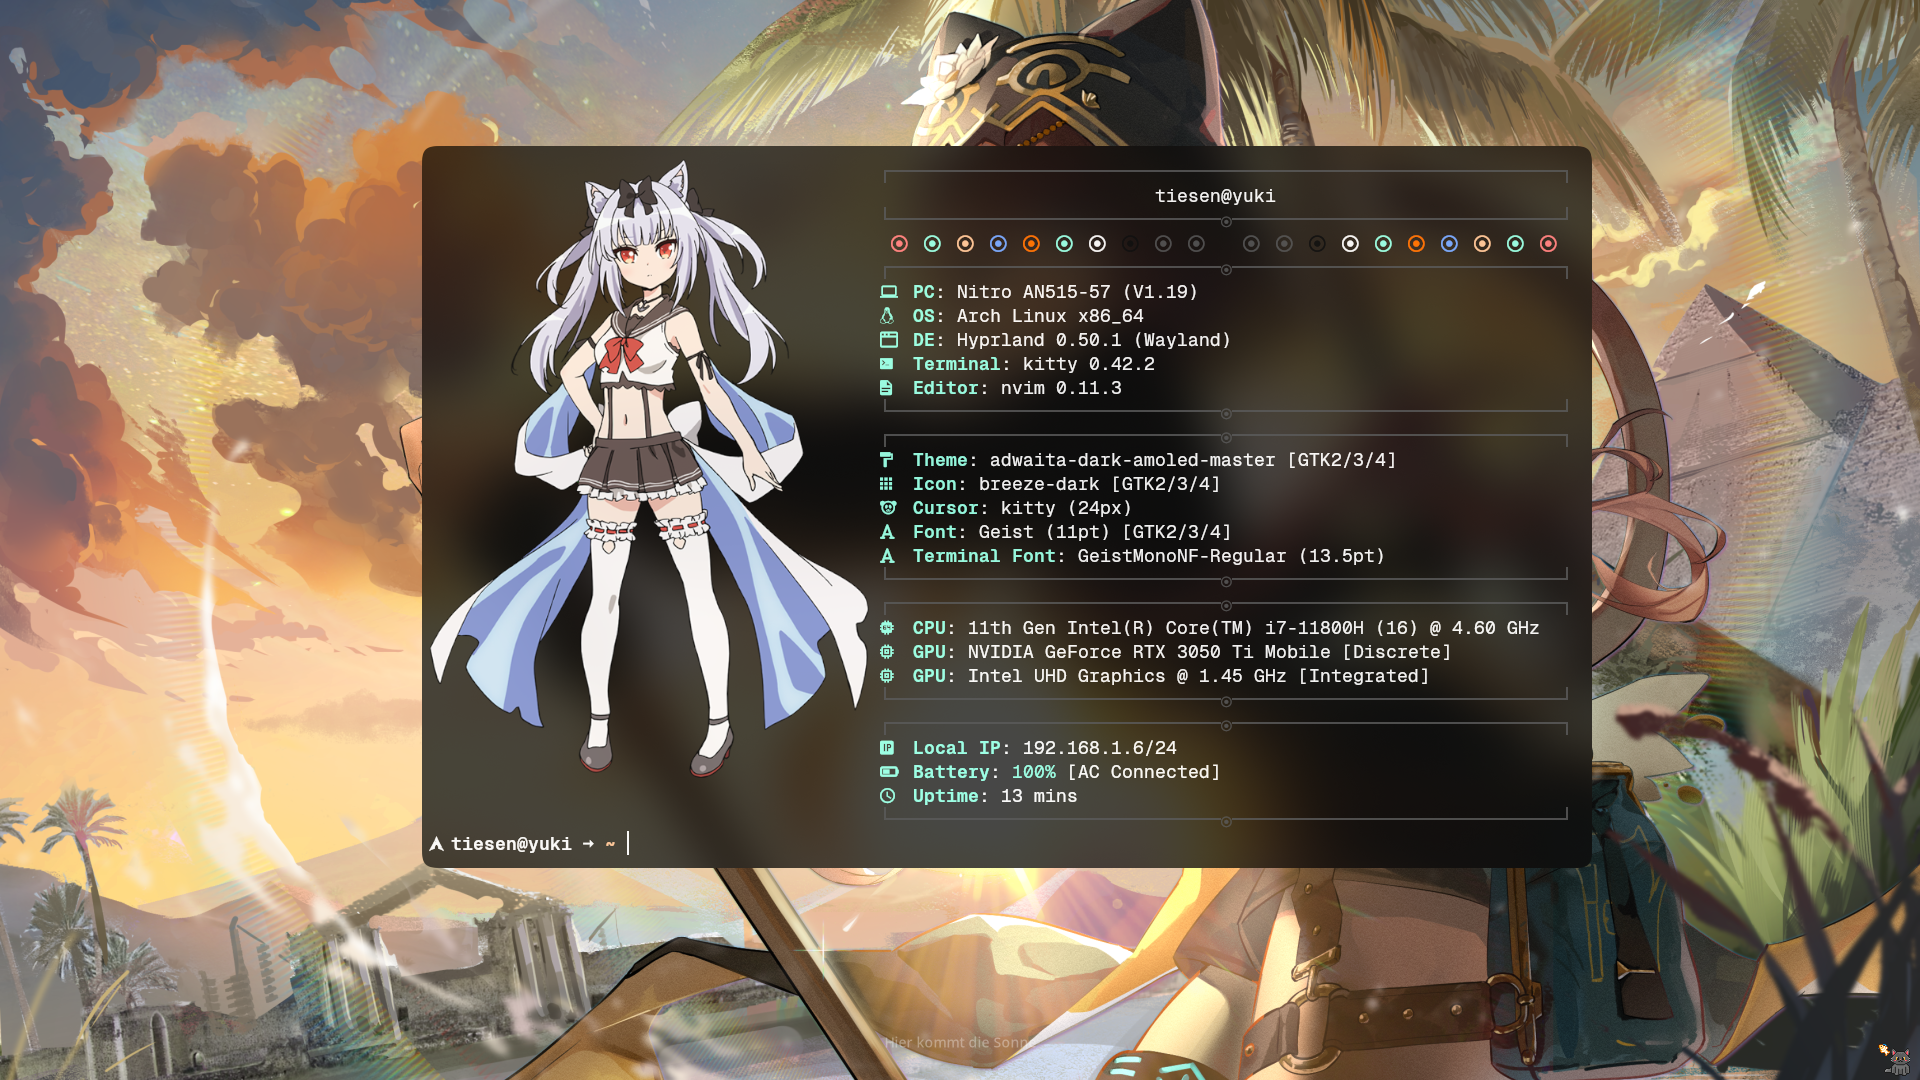 tiesen@yuki
PC: Nitro AN515-57 (V1.19)
OS: Arch Linux x86_64
DE: Hyprland 0.50.1 (Wayland)
Terminal: kitty 0.42.2
Editor: nvim 0.11.3
Theme: adwaita-dark-amoled-master [GTK2/3/4]
Icon: breeze-dark [GTK2/3/4]
Cursor: kitty (24px)
Font: Geist (11pt) [GTK2/3/4]
Terminal Font: GeistMonoNF-Regular (13.5pt)
CPU: 11th Gen Intel(R) Core(TM) i7-11800H (16) @ 4.60 GHz
GPU: NVIDIA GeForce RTX 3050 Ti Mobile [Discrete]
GPU: Intel UHD Graphics @ 1.45 GHz [Integrated]
Local IP: 192.168.1.6/24
Battery: 100% [AC Connected]
Uptime: 13 mins
tiesen@yuki → ~
Hier kommt die Sonne